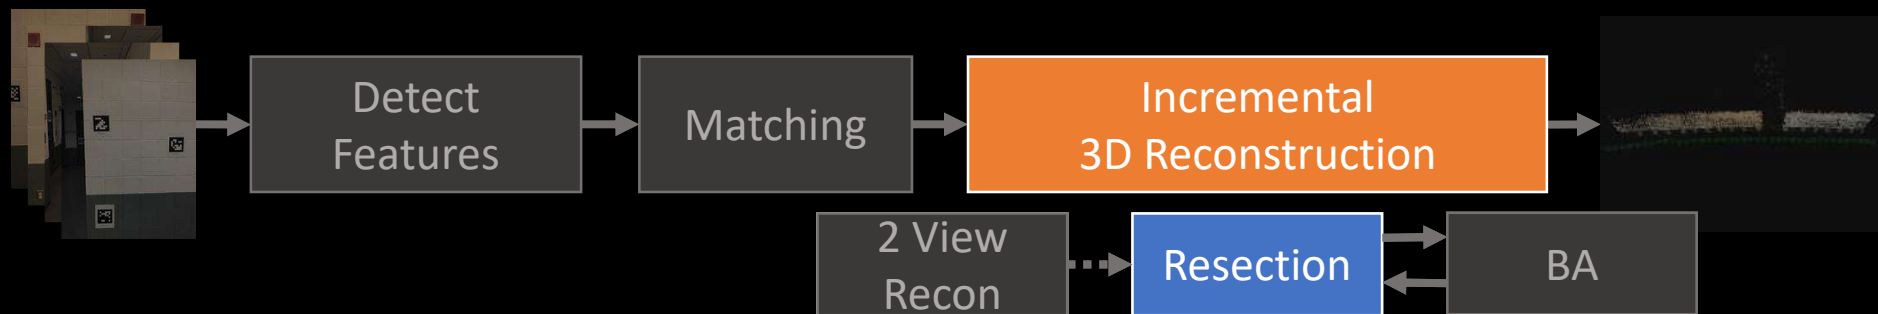 Detect
Features
Matching
Incremental
3D Reconstruction
2 View
Recon
Resection
BA